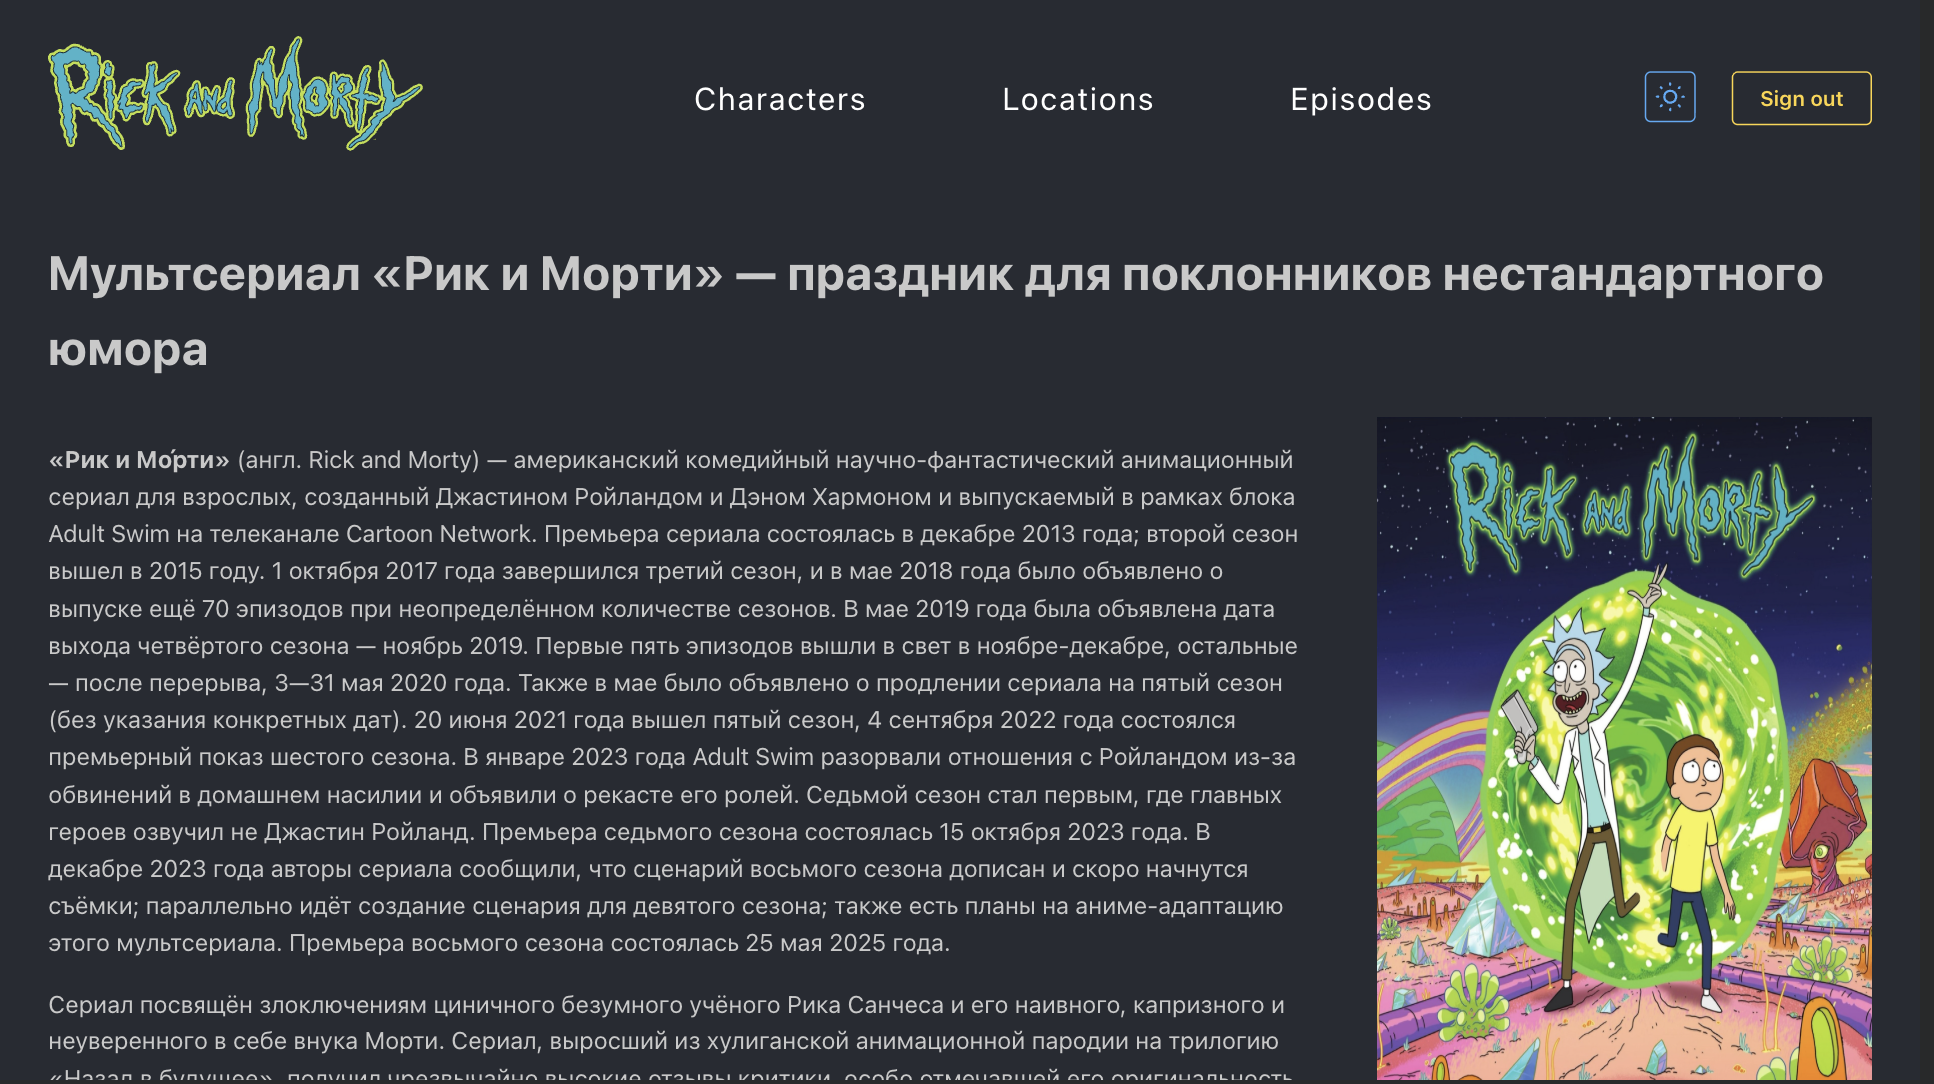 Rick and Morty
Characters
Locations
Episodes
Sign out
Мультсериал «Рик и Морти» — праздник для поклонников нестандартного
юмора
«Рик и Мо́рти» (англ. Rick and Morty) — американский комедийный научно-фантастический анимационный
сериал для взрослых, созданный Джастином Ройландом и Дэном Хармоном и выпускаемый в рамках блока
Adult Swim на телеканале Cartoon Network. Премьера сериала состоялась в декабре 2013 года; второй сезон
вышел в 2015 году. 1 октября 2017 года завершился третий сезон, и в мае 2018 года было объявлено о
выпуске ещё 70 эпизодов при неопределённом количестве сезонов. В мае 2019 года была объявлена дата
выхода четвёртого сезона — ноябрь 2019. Первые пять эпизодов вышли в свет в ноябре-декабре, остальные
— после перерыва, 3—31 мая 2020 года. Также в мае было объявлено о продлении сериала на пятый сезон
(без указания конкретных дат). 20 июня 2021 года вышел пятый сезон, 4 сентября 2022 года состоялся
премьерный показ шестого сезона. В январе 2023 года Adult Swim разорвали отношения с Ройландом из-за
обвинений в домашнем насилии и объявили о рекасте его ролей. Седьмой сезон стал первым, где главных
героев озвучил не Джастин Ройланд. Премьера седьмого сезона состоялась 15 октября 2023 года. В
декабре 2023 года авторы сериала сообщили, что сценарий восьмого сезона дописан и скоро начнутся
съёмки; параллельно идёт создание сценария для девятого сезона; также есть планы на аниме-адаптацию
этого мультсериала. Премьера восьмого сезона состоялась 25 мая 2025 года.
Сериал посвящён злоключениям циничного безумного учёного Рика Санчеса и его наивного, капризного и
неуверенного в себе внука Морти. Сериал, выросший из хулиганской анимационной пародии на трилогию
«Назад в будущее», получил чрезвычайно высокие отзывы критики, особо отмечавшей его оригинальность,
Rick and Morty